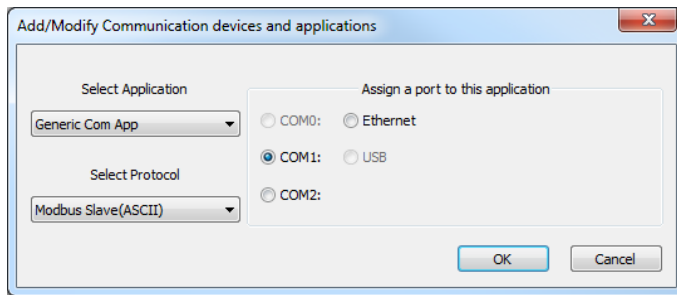 Add/Modify Communication devices and applications
Select Application
Generic Com App
Select Protocol
Modbus Slave(ASCII)
Assign a port to this application
COM0:
Ethernet
COM1:
USB
COM2:
OK
Cancel